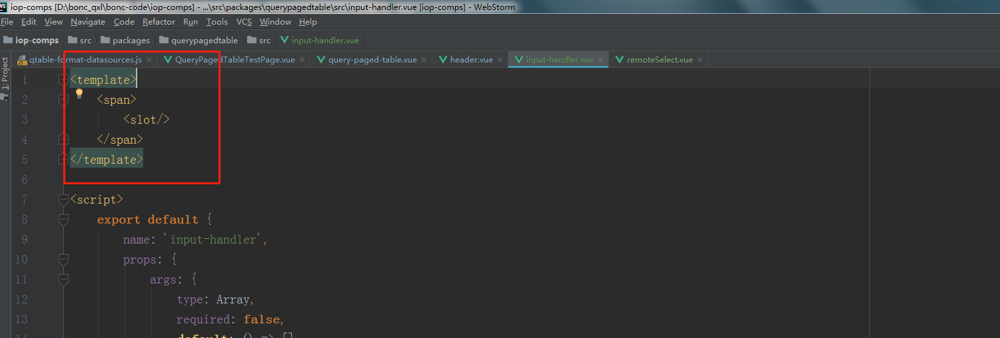 iop-comps [D:\bonc_qxl\bonc-code\iop-comps] - ...\src\packages\querypagedtable\src\input-handler.vue [iop-comps] - WebStorm
File Edit View Navigate Code Refactor Run Tools VCS Window Help
iop-comps src packages querypagedtable src input-handler.vue
qtable-format-datasources.js QueryPagedTableTestPage.vue query-paged-table.vue header.vue input-handler.vue remoteSelect.vue
1: Project
1 <template>
2 <span>
3 <slot/>
4 </span>
5 </template>
6
7 <script>
8 export default {
9 name: 'input-handler',
10 props: {
11 args: {
12 type: Array,
13 required: false,
14 default: () => []